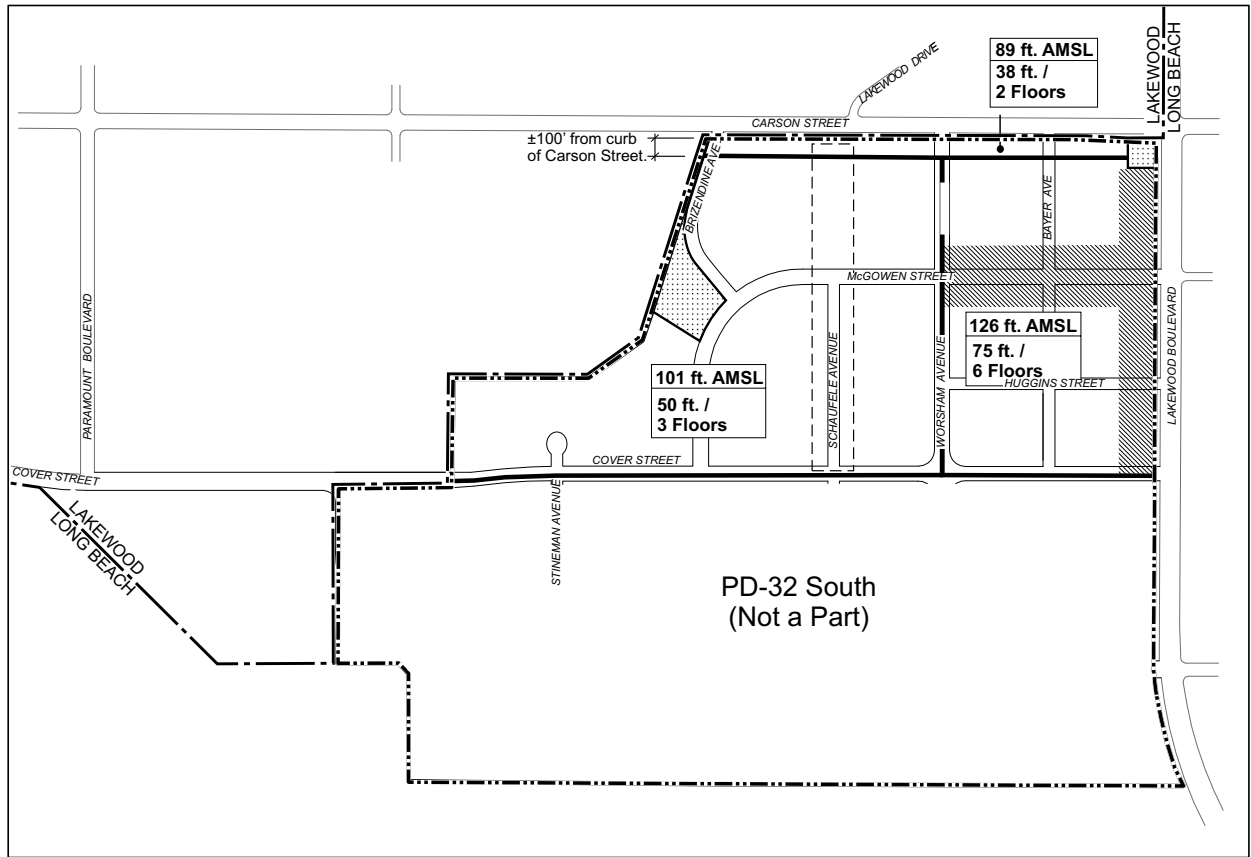 89 ft. AMSL
38 ft. /
2 Floors
LAKEWOOD
LONG BEACH
LAKEWOOD DRIVE
CARSON STREET
±100' from curb
of Carson Street.
BRIZENDINE AVE
BAYER AVE
McGOWEN STREET
PARAMOUNT BOULEVARD
126 ft. AMSL
75 ft. /
6 Floors
101 ft. AMSL
50 ft. /
3 Floors
SCHAUFELE AVENUE
WORSHAM AVENUE
HUGGINS STREET
LAKEWOOD BOULEVARD
COVER STREET
COVER STREET
STINEMAN AVENUE
LAKEWOOD
LONG BEACH
PD-32 South
(Not a Part)